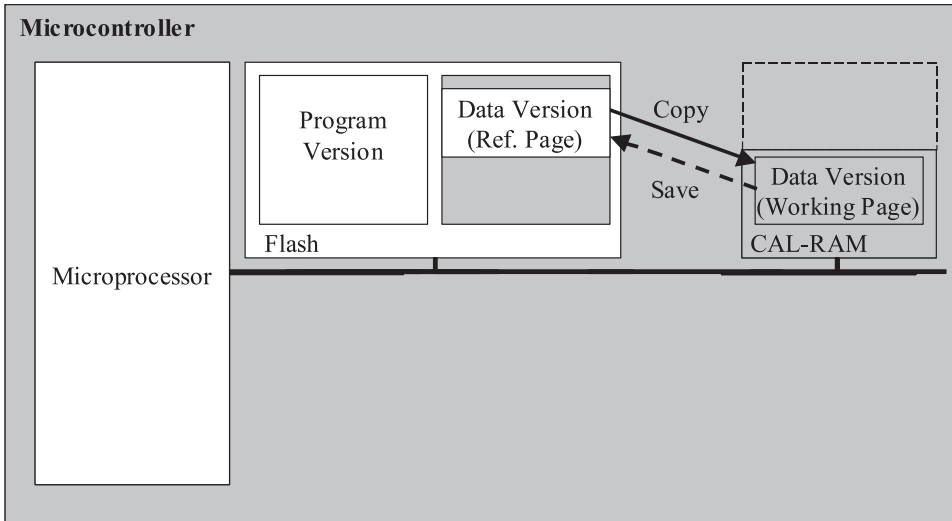 Microcontroller
Program
Version
Data Version
(Ref. Page)
Copy
Save
Data Version
(Working Page)
Flash
CAL-RAM
Microprocessor